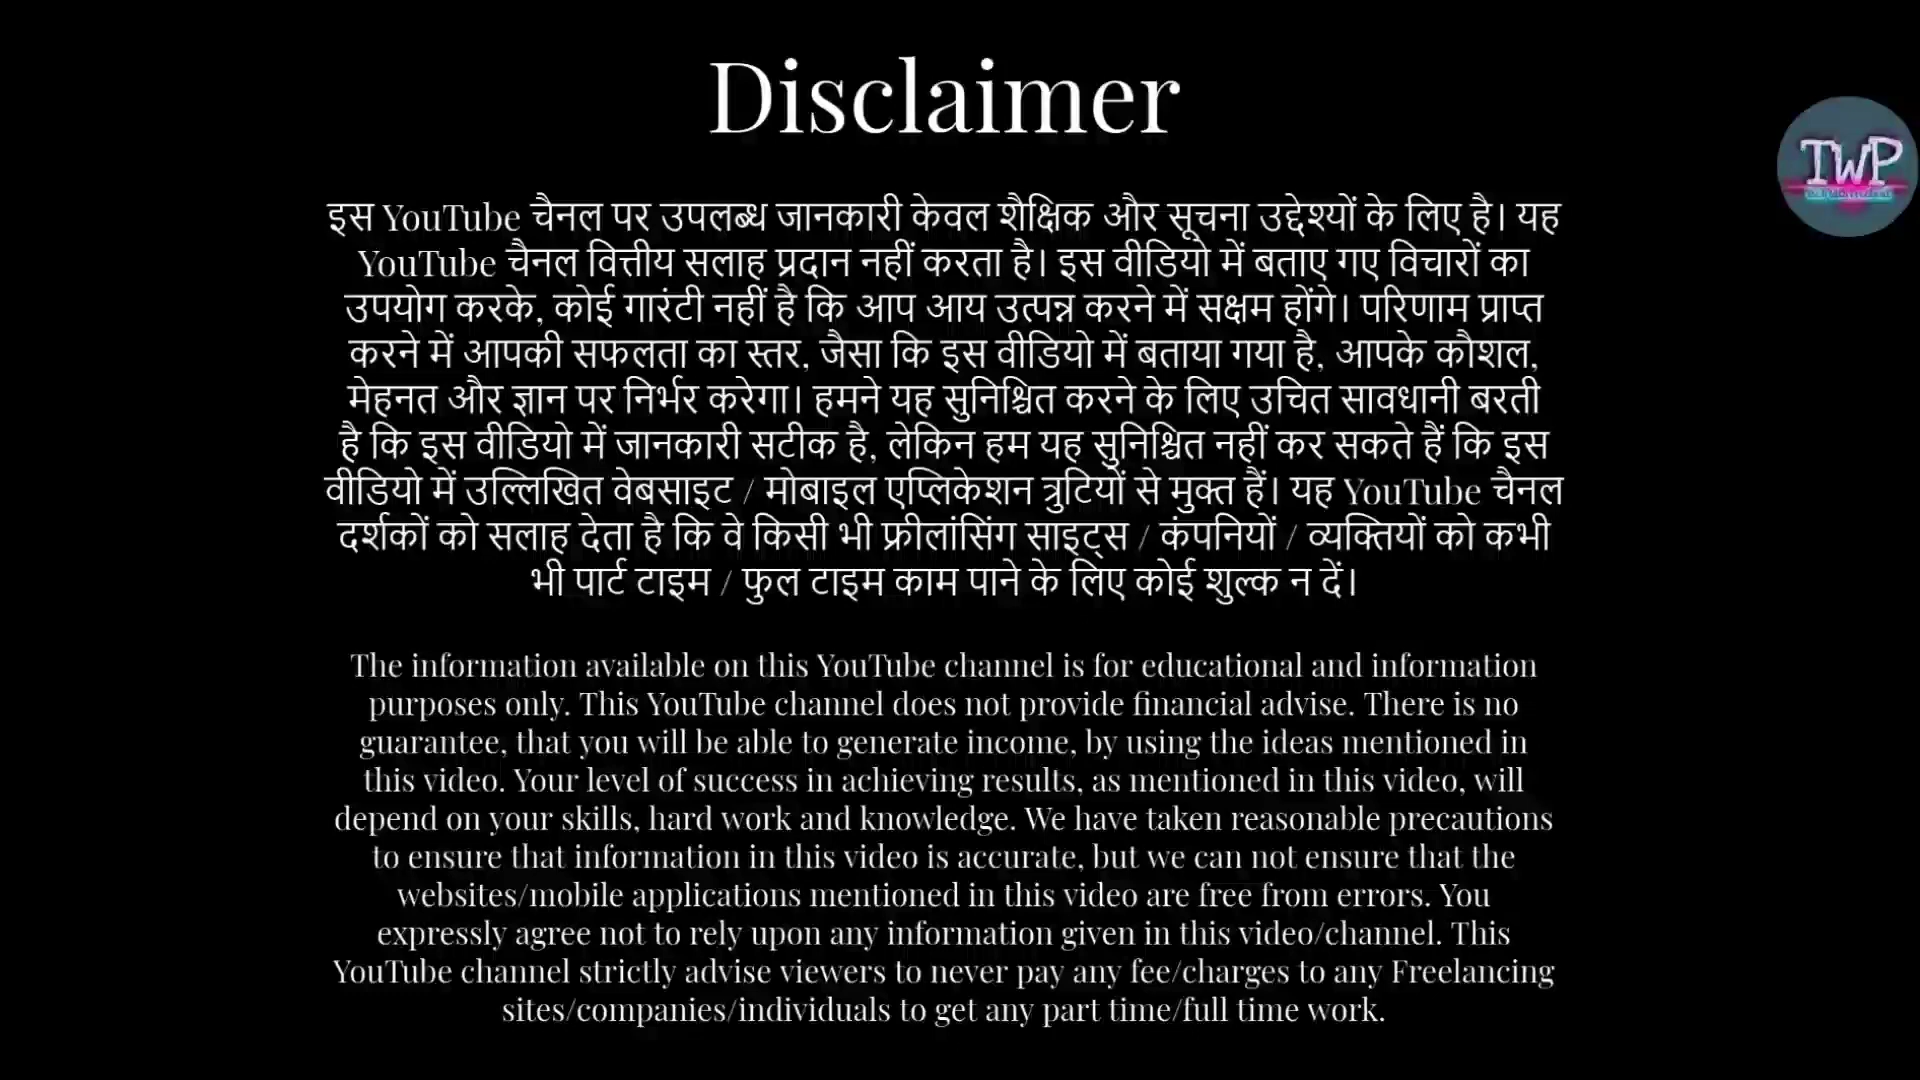 Disclaimer
TWP
इस YouTube चैनल पर उपलब्ध जानकारी केवल शैक्षिक और सूचना उद्देश्यों के लिए है। यह
YouTube चैनल वित्तीय सलाह प्रदान नहीं करता है। इस वीडियो में बताए गए विचारों का
उपयोग करके, कोई गारंटी नहीं है कि आप आय उत्पन्न करने में सक्षम होंगे। परिणाम प्राप्त
करने में आपकी सफलता का स्तर, जैसा कि इस वीडियो में बताया गया है, आपके कौशल,
मेहनत और ज्ञान पर निर्भर करेगा। हमने यह सुनिश्चित करने के लिए उचित सावधानी बरती
है कि इस वीडियो में जानकारी सटीक है, लेकिन हम यह सुनिश्चित नहीं कर सकते हैं कि इस
वीडियो में उल्लिखित वेबसाइट / मोबाइल एप्लिकेशन त्रुटियों से मुक्त हैं। यह YouTube चैनल
दर्शकों को सलाह देता है कि वे किसी भी फ्रीलांसिंग साइट्स / कंपनियों / व्यक्तियों को कभी
भी पार्ट टाइम / फुल टाइम काम पाने के लिए कोई शुल्क न दें।
The information available on this YouTube channel is for educational and information
purposes only. This YouTube channel does not provide financial advise. There is no
guarantee, that you will be able to generate income, by using the ideas mentioned in
this video. Your level of success in achieving results, as mentioned in this video, will
depend on your skills, hard work and knowledge. We have taken reasonable precautions
to ensure that information in this video is accurate, but we can not ensure that the
websites/mobile applications mentioned in this video are free from errors. You
expressly agree not to rely upon any information given in this video/channel. This
YouTube channel strictly advise viewers to never pay any fee/charges to any Freelancing
sites/companies/individuals to get any part time/full time work.